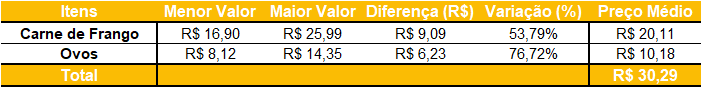 Itens Menor Valor Maior Valor Diferença (R$) Variação (%) Preço Médio
Carne de Frango R$ 16,90 R$ 25,99 R$ 9,09 53,79% R$ 20,11
Ovos R$ 8,12 R$ 14,35 R$ 6,23 76,72% R$ 10,18
Total R$ 30,29